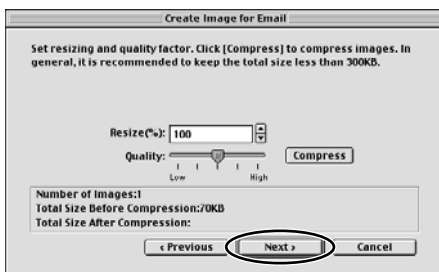 Create Image for Email
Set resizing and quality factor. Click [Compress] to compress images. In
general, it is recommended to keep the total size less than 300KB.
Resize(%): 100
Quality: Compress
Low High
Number of Images:1
Total Size Before Compression:70KB
Total Size After Compression:
‹ Previous Next › Cancel